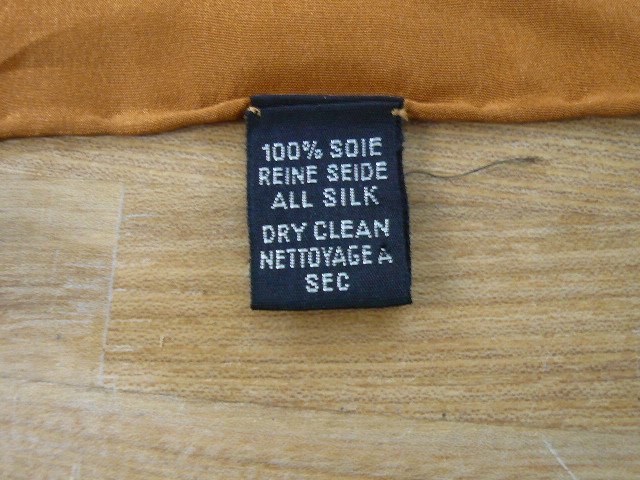 100% SOIE
REINE SEIDE
ALL SILK
DRY CLEAN
NETTOYAGE A
SEC